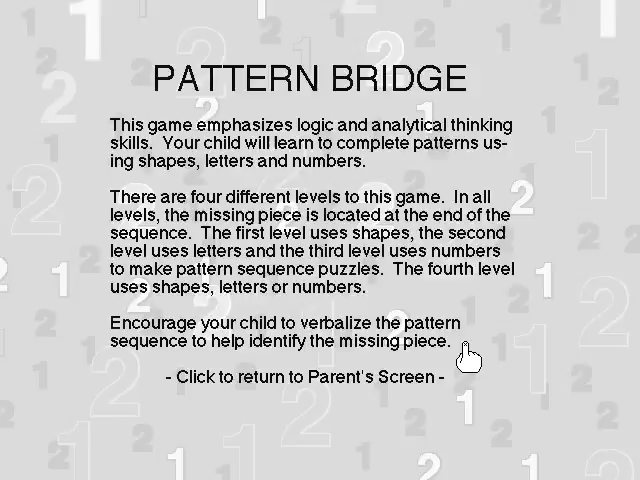 PATTERN BRIDGE
This game emphasizes logic and analytical thinking
skills.  Your child will learn to complete patterns us-
ing shapes, letters and numbers.
There are four different levels to this game.  In all
levels, the missing piece is located at the end of the
sequence.  The first level uses shapes, the second
level uses letters and the third level uses numbers
to make pattern sequence puzzles.  The fourth level
uses shapes, letters or numbers.
Encourage your child to verbalize the pattern
sequence to help identify the missing piece.
- Click to return to Parent's Screen -